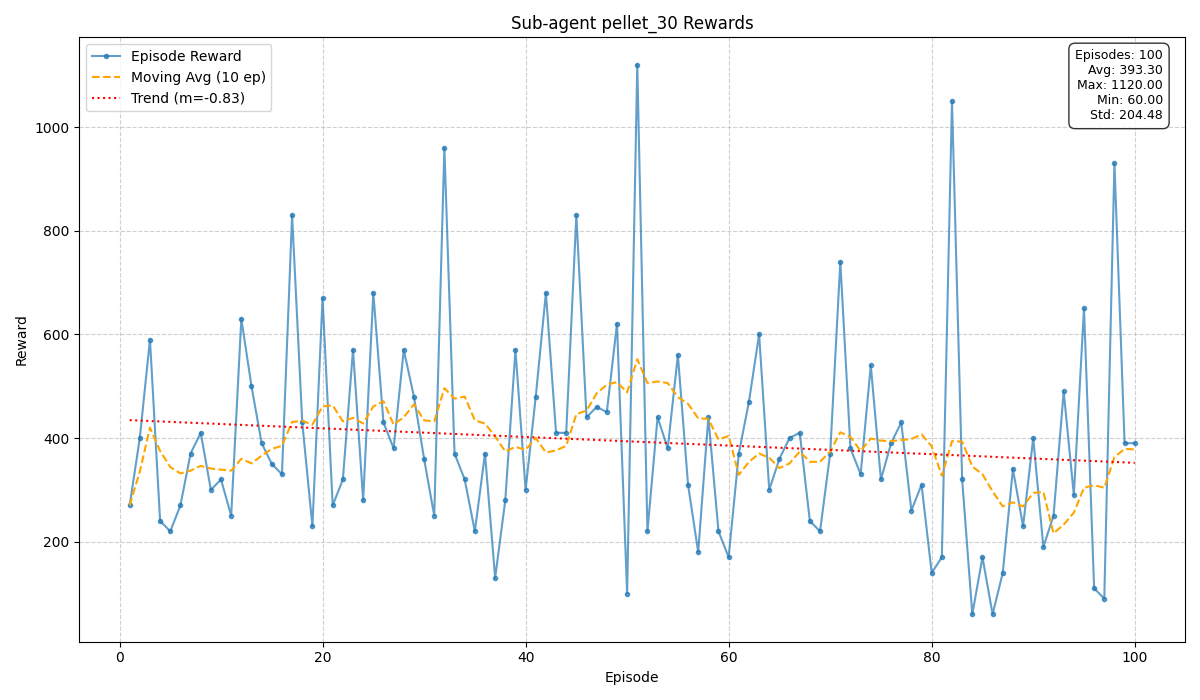 Sub-agent pellet_30 Rewards
Episode Reward
Moving Avg (10 ep)
Trend (m=-0.83)
Episodes: 100
Avg: 393.30
Max: 1120.00
Min: 60.00
Std: 204.48
Reward
1000
800
600
400
200
0 20 40 60 80 100
Episode